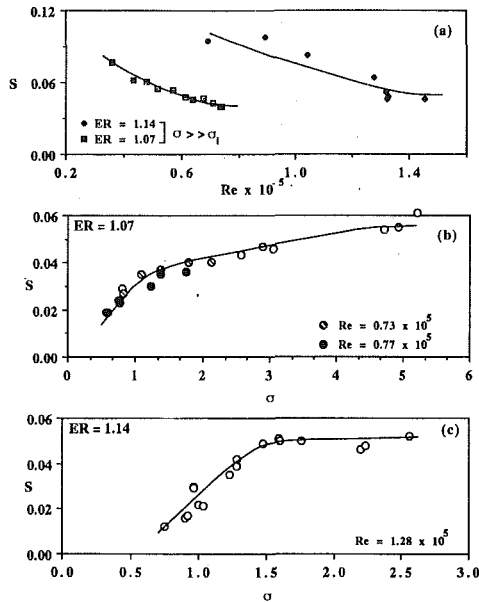 0.12
(a)
S
0.06
ER = 1.14
ER = 1.07
σ >> σi
0.00
0.2 0.6 1.0 1.4
Re x 10⁻⁵
0.06
ER = 1.07
(b)
0.04
S
0.02
Re = 0.73 x 10⁵
Re = 0.77 x 10⁵
0.00
0 1 2 3 4 5 6
σ
0.06
ER = 1.14
(c)
0.04
S
0.02
Re = 1.28 x 10⁵
0.00
0.0 0.5 1.0 1.5 2.0 2.5 3.0
σ